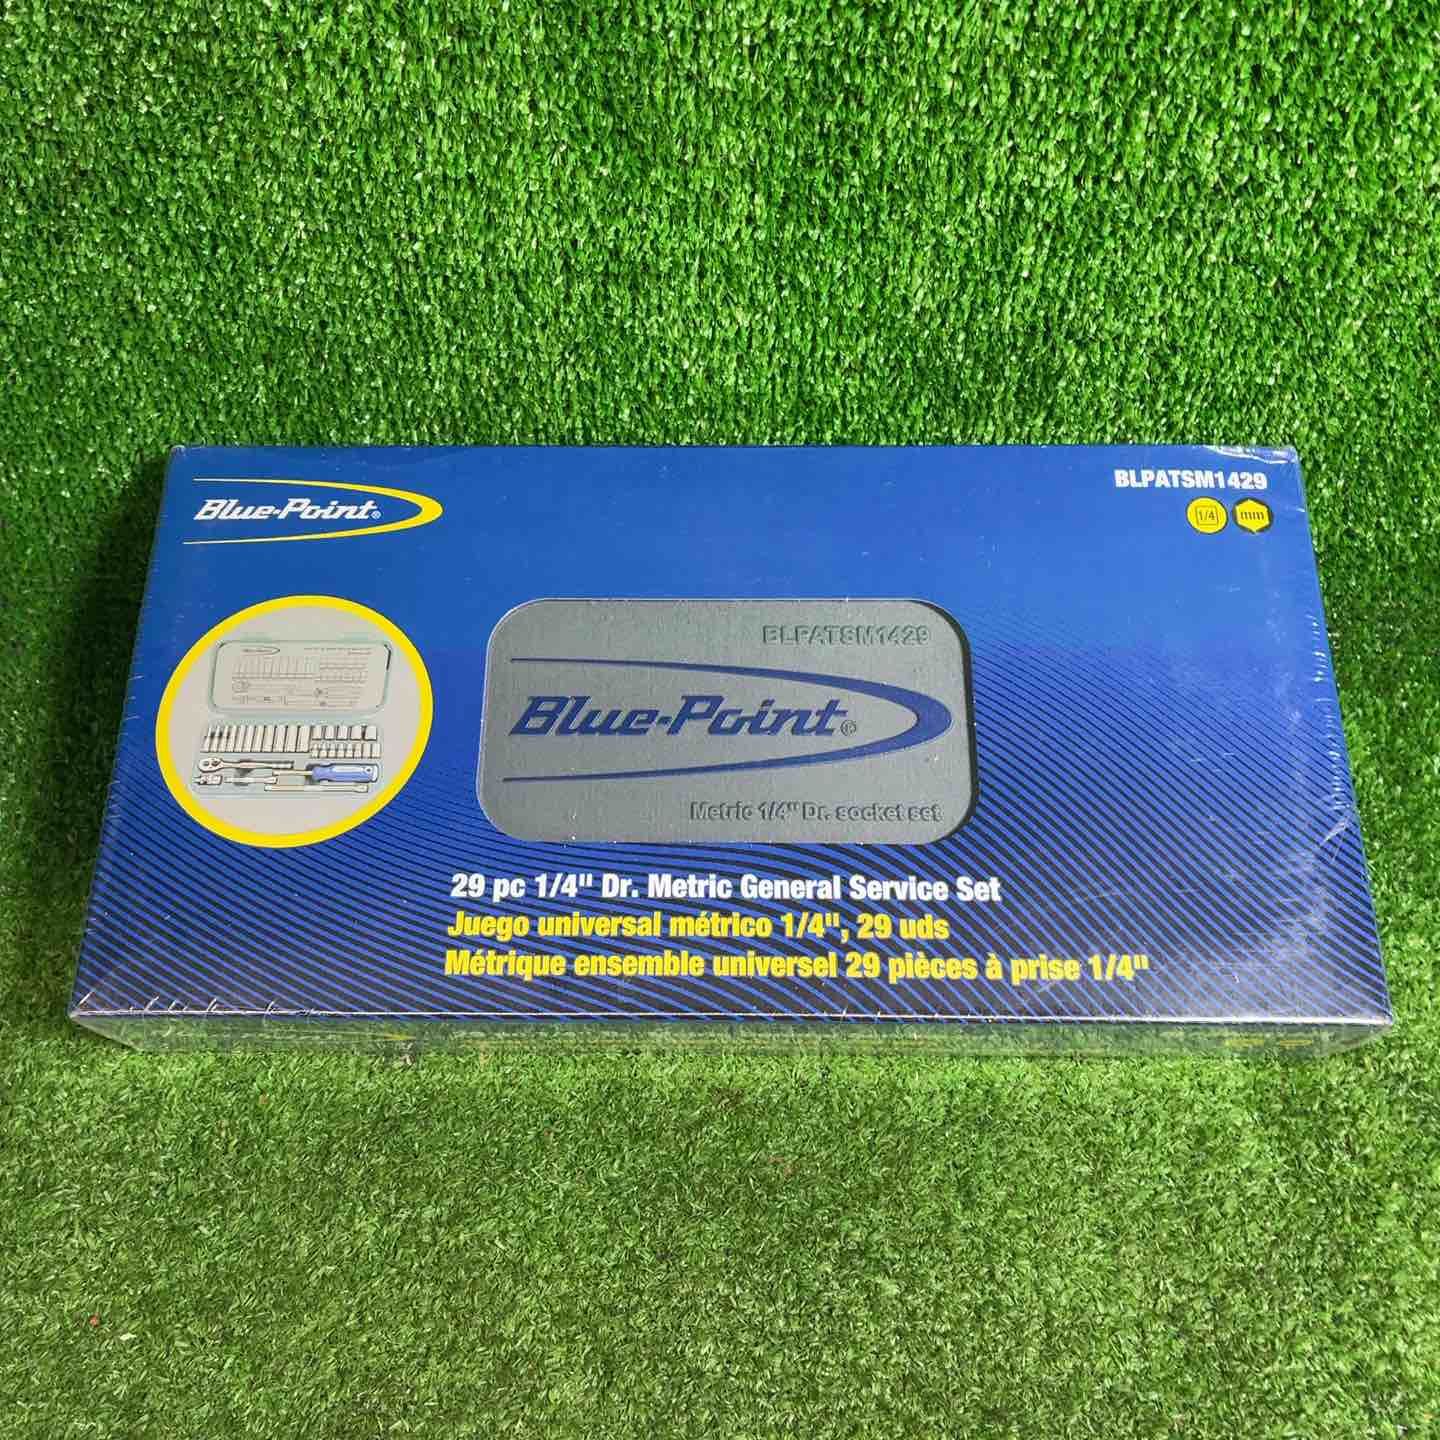 Blue-Point®
BLPATSM1429
1/4 mm
BLPATSM1429
Blue-Point®
Metric 1/4" Dr. socket set
29 pc 1/4" Dr. Metric General Service Set
Juego universal métrico 1/4", 29 uds
Métrique ensemble universel 29 pièces à prise 1/4"